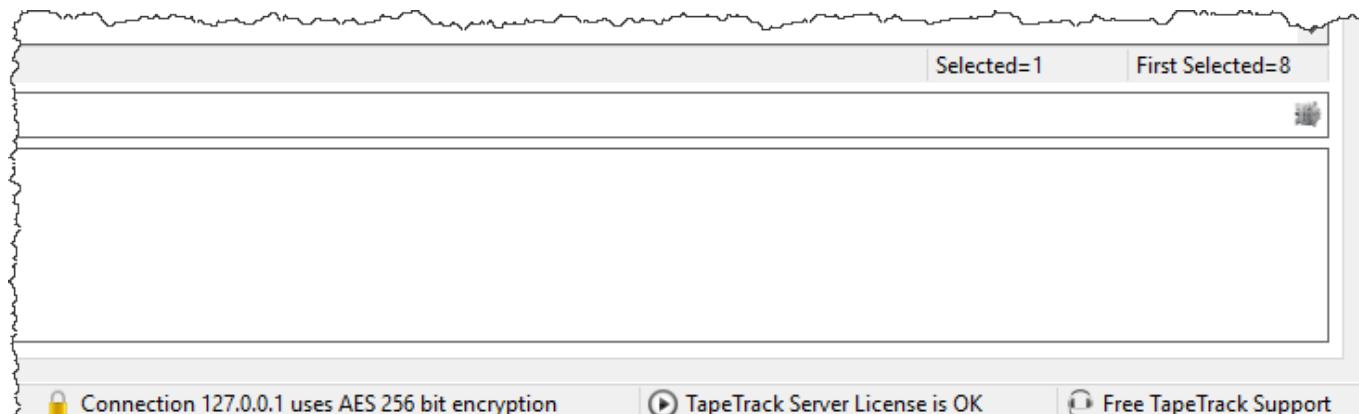 Selected=1 First Selected=8
Connection 127.0.0.1 uses AES 256 bit encryption TapeTrack Server License is OK Free TapeTrack Support